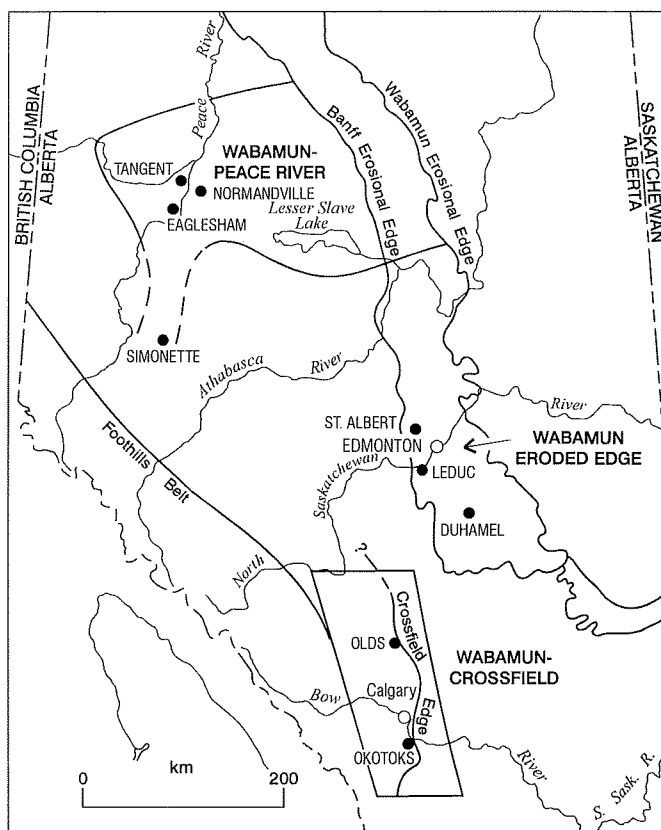 River
Peace
BRITISH COLUMBIA
ALBERTA
SASKATCHEWAN
ALBERTA
Banff Erosional Edge
Wabamun Erosional Edge
WABAMUN-
PEACE RIVER
TANGENT
NORMANDVILLE
EAGLESHAM
Lesser Slave
Lake
SIMONETTE
Athabasca
River
Foothills
Belt
ST. ALBERT
EDMONTON
LEDUC
River
WABAMUN
ERODED EDGE
Saskatchewan
North
DUHAMEL
?
Crossfield
Edge
OLDS
WABAMUN-
CROSSFIELD
Calgary
Bow
OKOTOKS
River
S. Sask. R.
km
0
200